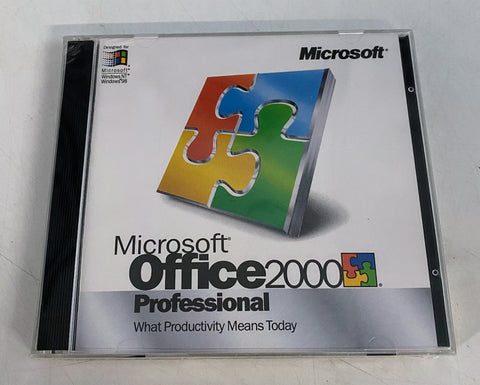 Designed for
Microsoft®
Windows NT®
Windows®98
Microsoft®
Microsoft®
Office2000
Professional
What Productivity Means Today